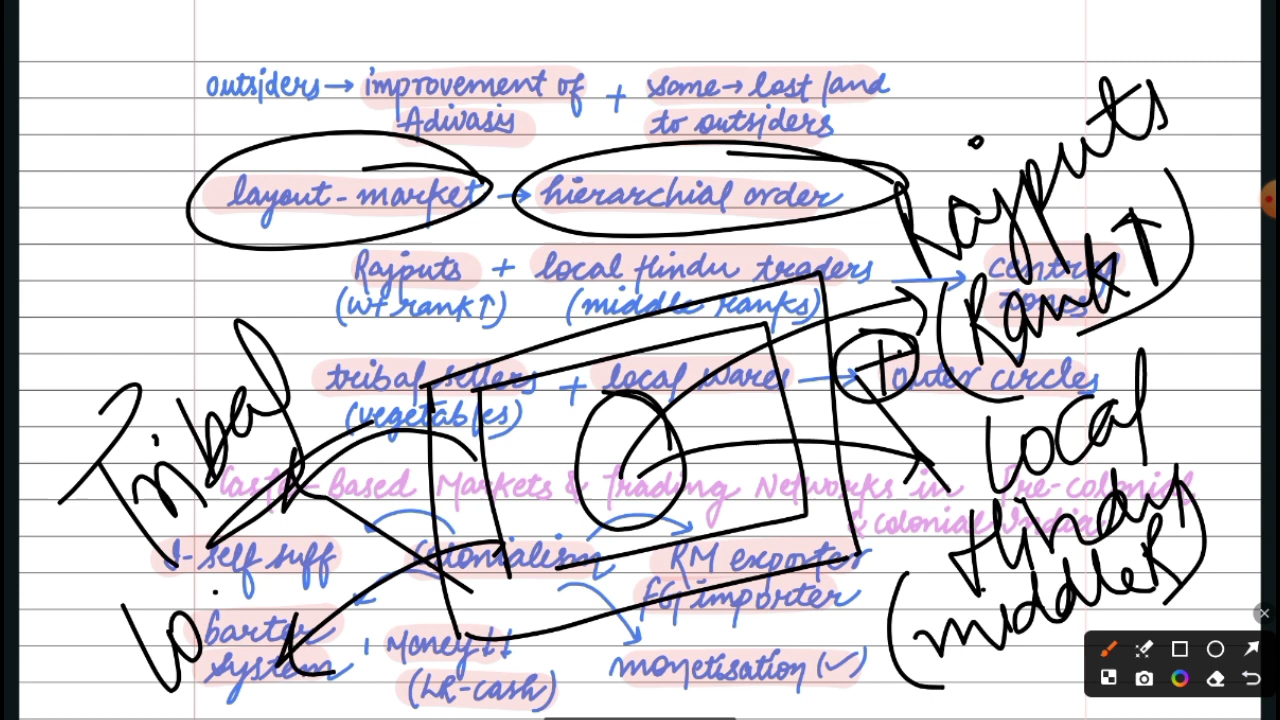 outsiders → improvement of + some → lost land
Adivasis to outsiders
layout - market → hierarchial order
Rajputs + local Hindu traders →
(wt rank↑) (middle ranks)
tribal sellers + local wares → outer circles
(vegetables)
Caste - Based Markets & Trading Networks in Pre-colonial
& colonial India
I - self suff colonialism RM exporter
FG importer
barter Money↓↓
system (LR-cash) monetisation (✓)
Rajputs
(Rank↑)
+
Local
Hindu
(middle R)
Tribal